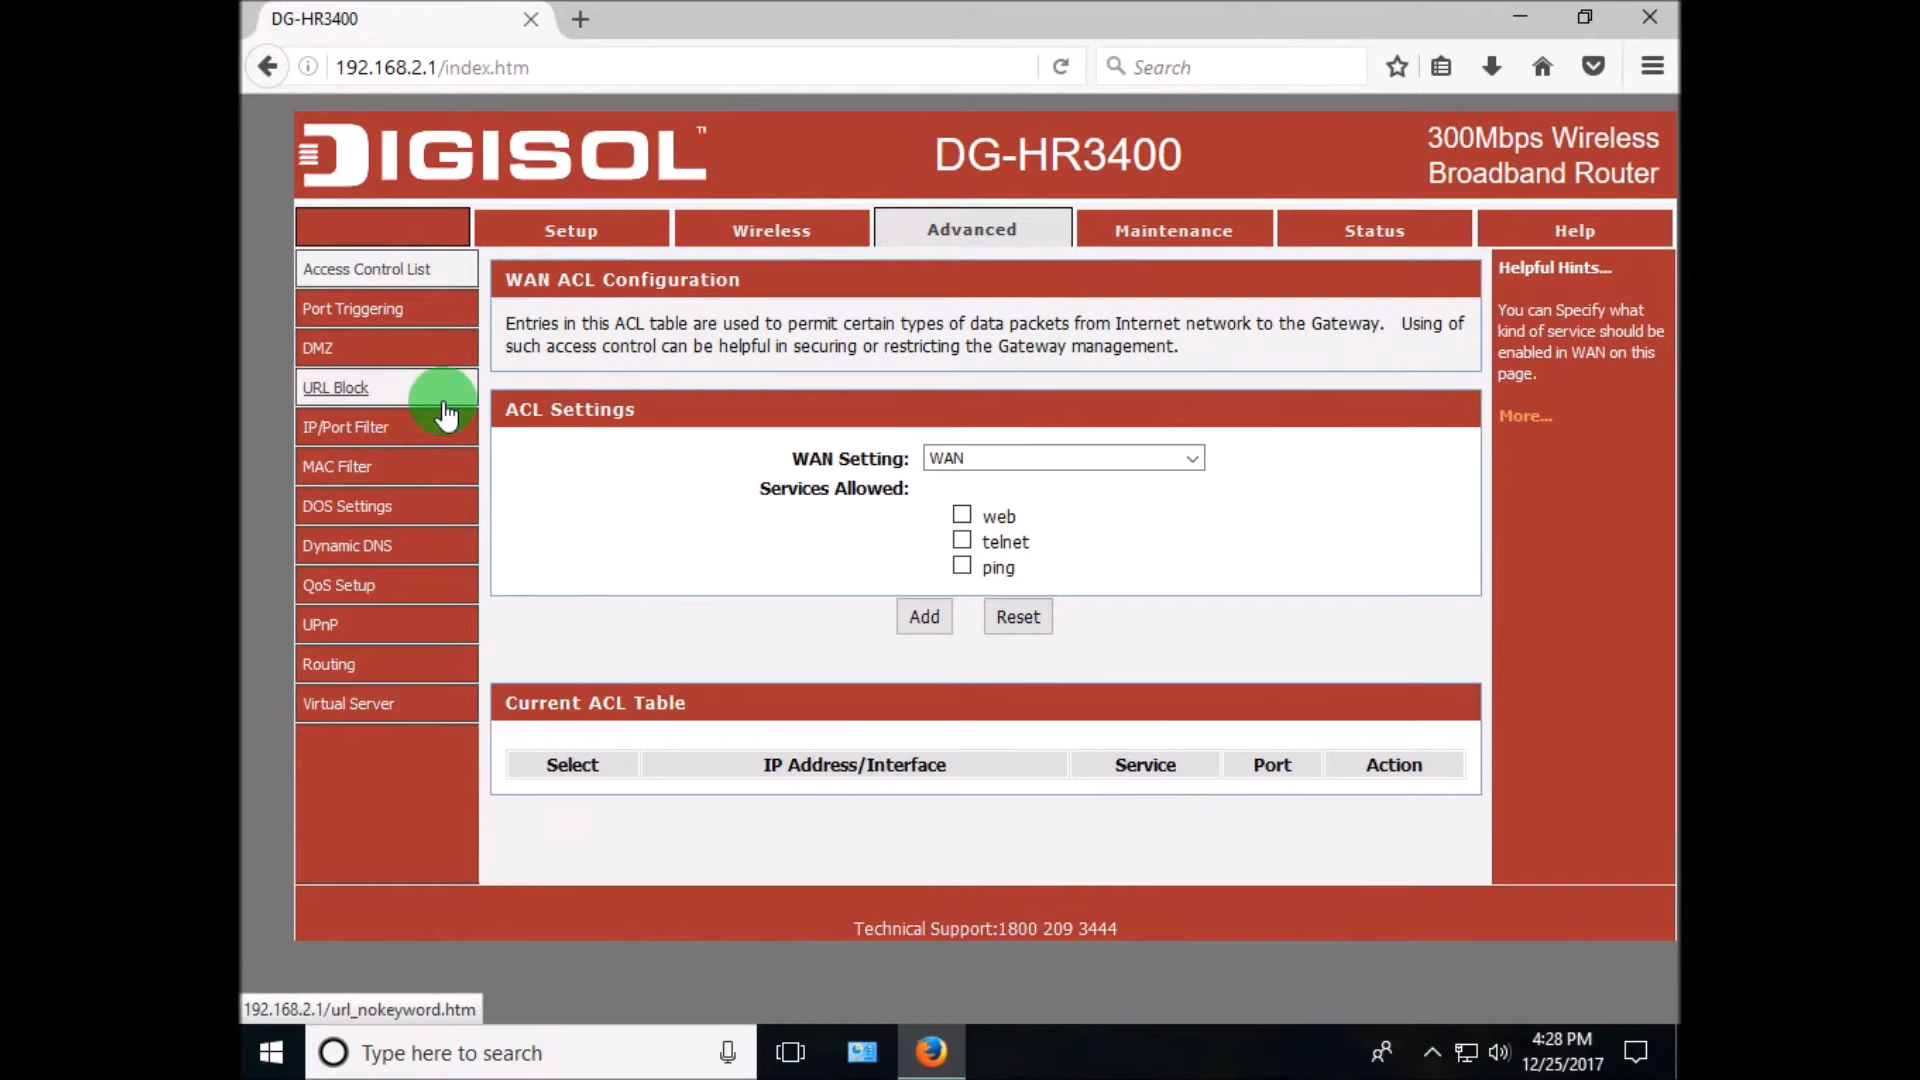 DG-HR3400
192.168.2.1/index.htm
Search
DIGISOL™
DG-HR3400
300Mbps Wireless
Broadband Router
Setup
Wireless
Advanced
Maintenance
Status
Help
Access Control List
Port Triggering
DMZ
URL Block
IP/Port Filter
MAC Filter
DOS Settings
Dynamic DNS
QoS Setup
UPnP
Routing
Virtual Server
WAN ACL Configuration
Entries in this ACL table are used to permit certain types of data packets from Internet network to the Gateway. Using of
such access control can be helpful in securing or restricting the Gateway management.
ACL Settings
WAN Setting: WAN
Services Allowed:
web
telnet
ping
Add Reset
Current ACL Table
Select IP Address/Interface Service Port Action
Helpful Hints...
You can Specify what
kind of service should be
enabled in WAN on this
page.
More...
Technical Support:1800 209 3444
192.168.2.1/url_nokeyword.htm
Type here to search
4:28 PM
12/25/2017